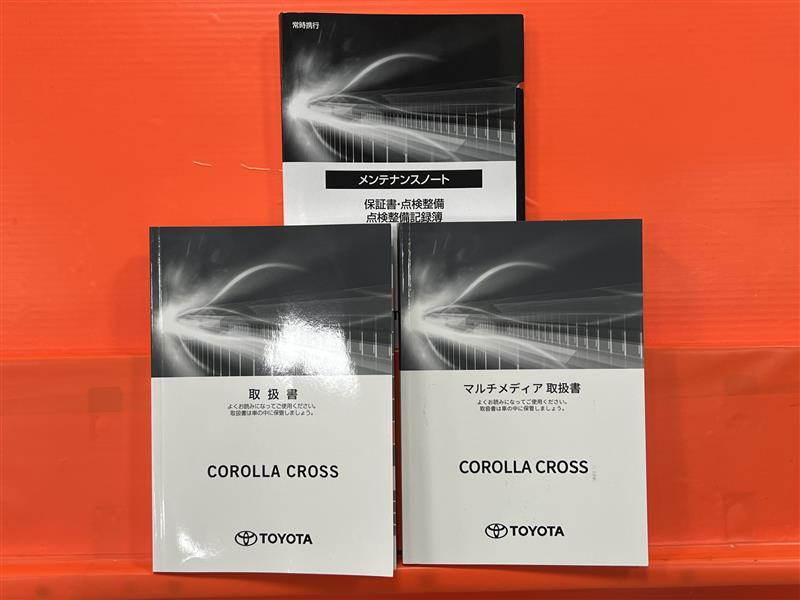 常時携行
メンテナンスノート
保証書・点検整備
点検整備記録簿
取扱書
よくお読みになってご使用ください。
取扱書は車の中に保管しましょう。
COROLLA CROSS
TOYOTA
マルチメディア 取扱書
よくお読みになってご使用ください。
取扱書は車の中に保管しましょう。
COROLLA CROSS
TOYOTA